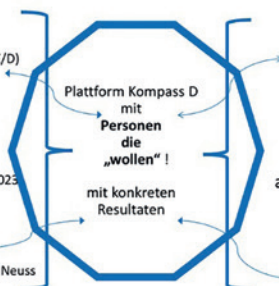 /D)
Plattform Kompass D
mit
Personen
die
„wollen“ !
mit konkreten
Resultaten
023
a
Neuss